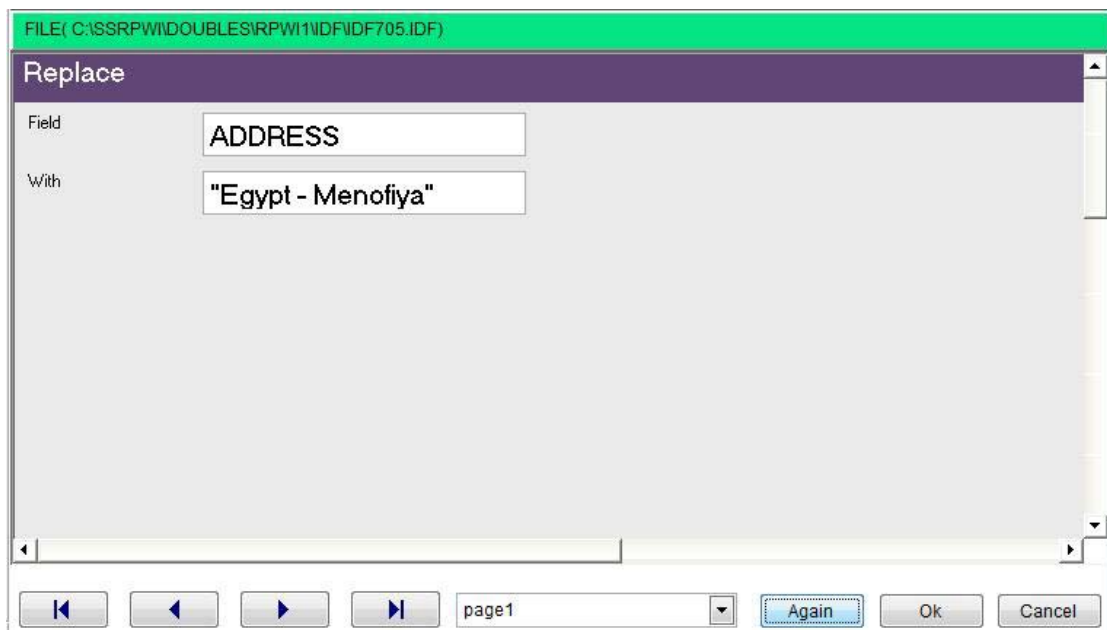 FILE( C:\SSRPWI\DOUBLES\RPWI1\IDF\IDF705.IDF)
Replace
Field ADDRESS
With "Egypt - Menofiya"
page1 Again Ok Cancel